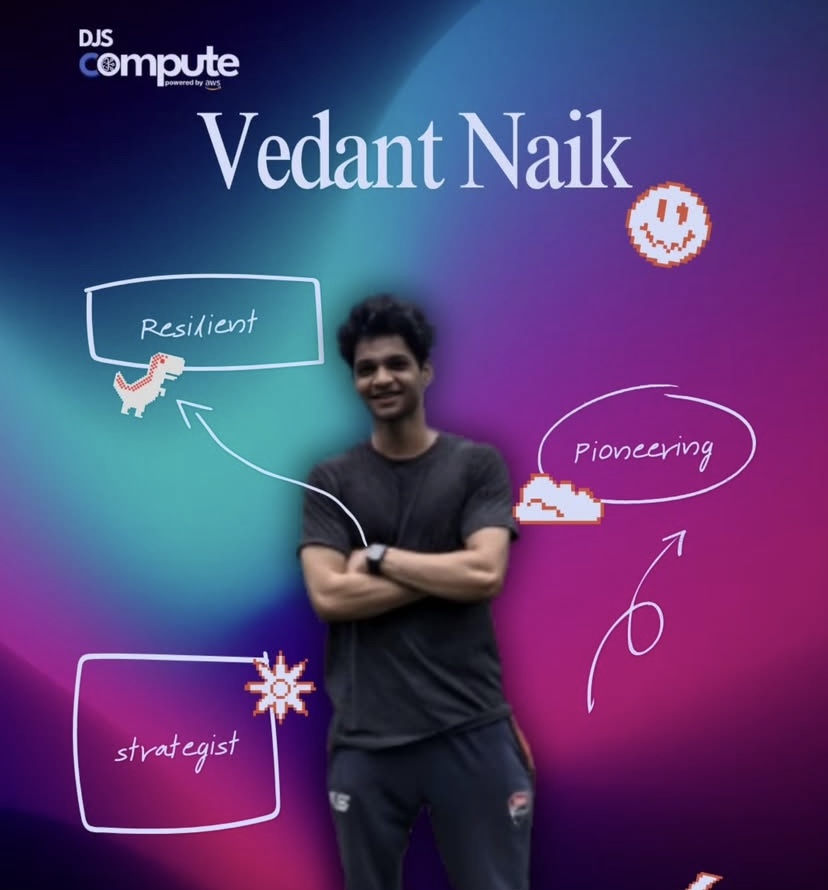 DJS
compute
powered by aws
Vedant Naik
Resilient
Pioneering
strategist